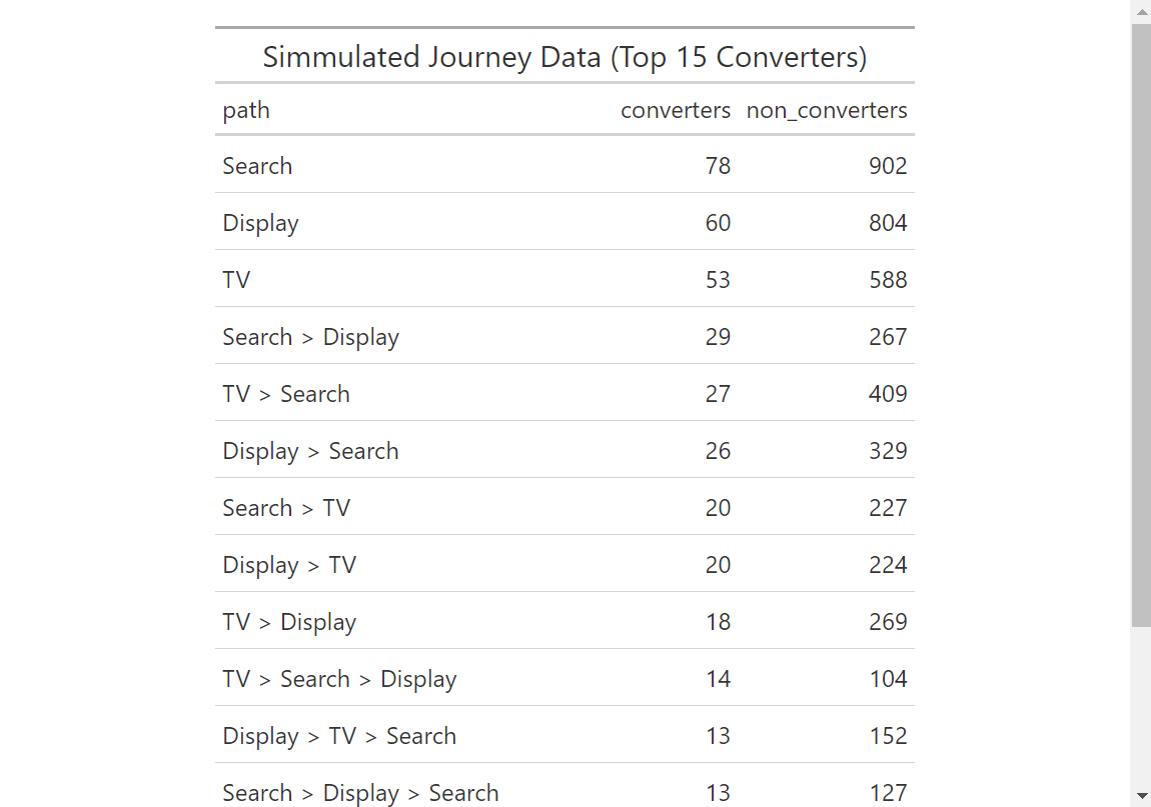 Simmulated Journey Data (Top 15 Converters)
path converters non_converters
Search 78 902
Display 60 804
TV 53 588
Search > Display 29 267
TV > Search 27 409
Display > Search 26 329
Search > TV 20 227
Display > TV 20 224
TV > Display 18 269
TV > Search > Display 14 104
Display > TV > Search 13 152
Search > Display > Search 13 127